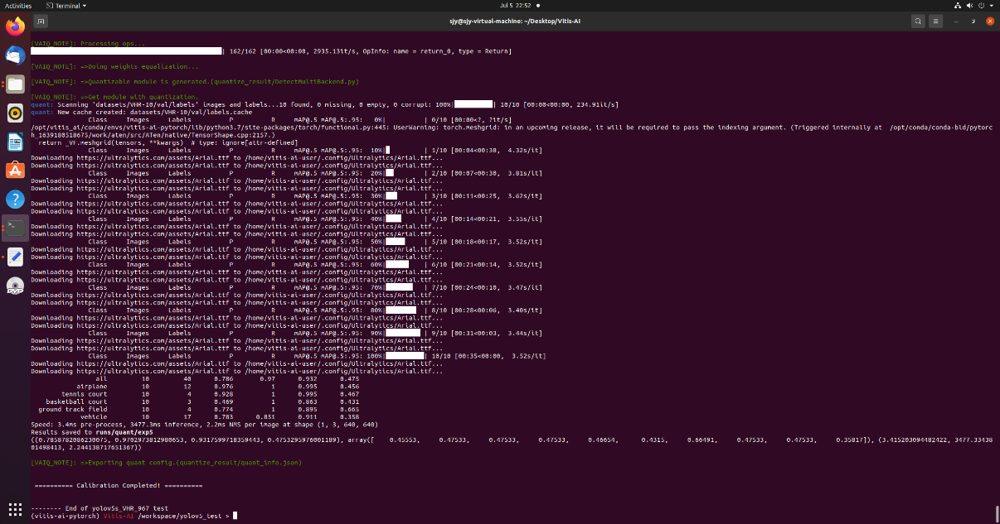 Activities
Terminal
Jul 5 22:52
sjy@sjy-virtual-machine: ~/Desktop/Vitis-AI
[VAIQ_NOTE]: Processing ops...
| 162/162 [00:00<00:00, 2935.13it/s, OpInfo: name = return_0, type = Return]
[VAIQ_NOTE]: =>Doing weights equalization...
[VAIQ_NOTE]: =>Quantizable module is generated.(quantize_result/DetectMultiBackend.py)
[VAIQ_NOTE]: =>Get module with quantization.
quant: Scanning 'datasets/VHR-10/val/labels' images and labels...10 found, 0 missing, 0 empty, 0 corrupt: 100%| | 10/10 [00:00<00:00, 234.91it/s]
quant: New cache created: datasets/VHR-10/val/labels.cache
Class Images Labels P R mAP@.5 mAP@.5:.95: 0%| | 0/10 [00:00<?, ?it/s]
/opt/vitis_ai/conda/envs/vitis-ai-pytorch/lib/python3.7/site-packages/torch/functional.py:445: UserWarning: torch.meshgrid: in an upcoming release, it will be required to pass the indexing argument. (Triggered internally at /opt/conda/conda-bld/pytorc
h_1639180518675/work/aten/src/ATen/native/TensorShape.cpp:2157.)
return _VF.meshgrid(tensors, **kwargs) # type: ignore[attr-defined]
Class Images Labels P R mAP@.5 mAP@.5:.95: 10%| | 1/10 [00:04<00:38, 4.32s/it]
Downloading https://ultralytics.com/assets/Arial.ttf to /home/vitis-ai-user/.config/Ultralytics/Arial.ttf...
Downloading https://ultralytics.com/assets/Arial.ttf to /home/vitis-ai-user/.config/Ultralytics/Arial.ttf...
Class Images Labels P R mAP@.5 mAP@.5:.95: 20%| | 2/10 [00:07<00:30, 3.81s/it]
Downloading https://ultralytics.com/assets/Arial.ttf to /home/vitis-ai-user/.config/Ultralytics/Arial.ttf...
Downloading https://ultralytics.com/assets/Arial.ttf to /home/vitis-ai-user/.config/Ultralytics/Arial.ttf...
Class Images Labels P R mAP@.5 mAP@.5:.95: 30%| | 3/10 [00:11<00:25, 3.62s/it]
Downloading https://ultralytics.com/assets/Arial.ttf to /home/vitis-ai-user/.config/Ultralytics/Arial.ttf...
Downloading https://ultralytics.com/assets/Arial.ttf to /home/vitis-ai-user/.config/Ultralytics/Arial.ttf...
Class Images Labels P R mAP@.5 mAP@.5:.95: 40%| | 4/10 [00:14<00:21, 3.55s/it]
Downloading https://ultralytics.com/assets/Arial.ttf to /home/vitis-ai-user/.config/Ultralytics/Arial.ttf...
Downloading https://ultralytics.com/assets/Arial.ttf to /home/vitis-ai-user/.config/Ultralytics/Arial.ttf...
Class Images Labels P R mAP@.5 mAP@.5:.95: 50%| | 5/10 [00:18<00:17, 3.52s/it]
Downloading https://ultralytics.com/assets/Arial.ttf to /home/vitis-ai-user/.config/Ultralytics/Arial.ttf...
Downloading https://ultralytics.com/assets/Arial.ttf to /home/vitis-ai-user/.config/Ultralytics/Arial.ttf...
Class Images Labels P R mAP@.5 mAP@.5:.95: 60%| | 6/10 [00:21<00:14, 3.52s/it]
Downloading https://ultralytics.com/assets/Arial.ttf to /home/vitis-ai-user/.config/Ultralytics/Arial.ttf...
Downloading https://ultralytics.com/assets/Arial.ttf to /home/vitis-ai-user/.config/Ultralytics/Arial.ttf...
Class Images Labels P R mAP@.5 mAP@.5:.95: 70%| | 7/10 [00:24<00:10, 3.47s/it]
Downloading https://ultralytics.com/assets/Arial.ttf to /home/vitis-ai-user/.config/Ultralytics/Arial.ttf...
Downloading https://ultralytics.com/assets/Arial.ttf to /home/vitis-ai-user/.config/Ultralytics/Arial.ttf...
Class Images Labels P R mAP@.5 mAP@.5:.95: 80%| | 8/10 [00:28<00:06, 3.40s/it]
Downloading https://ultralytics.com/assets/Arial.ttf to /home/vitis-ai-user/.config/Ultralytics/Arial.ttf...
Downloading https://ultralytics.com/assets/Arial.ttf to /home/vitis-ai-user/.config/Ultralytics/Arial.ttf...
Class Images Labels P R mAP@.5 mAP@.5:.95: 90%| | 9/10 [00:31<00:03, 3.44s/it]
Downloading https://ultralytics.com/assets/Arial.ttf to /home/vitis-ai-user/.config/Ultralytics/Arial.ttf...
Downloading https://ultralytics.com/assets/Arial.ttf to /home/vitis-ai-user/.config/Ultralytics/Arial.ttf...
Class Images Labels P R mAP@.5 mAP@.5:.95: 100%| | 10/10 [00:35<00:00, 3.52s/it]
Downloading https://ultralytics.com/assets/Arial.ttf to /home/vitis-ai-user/.config/Ultralytics/Arial.ttf...
Downloading https://ultralytics.com/assets/Arial.ttf to /home/vitis-ai-user/.config/Ultralytics/Arial.ttf...
all 10 40 0.786 0.97 0.932 0.475
airplane 10 12 0.976 1 0.995 0.456
tennis court 10 4 0.928 1 0.995 0.467
basketball court 10 3 0.469 1 0.863 0.431
ground track field 10 4 0.774 1 0.895 0.665
vehicle 10 17 0.783 0.851 0.911 0.358
Speed: 3.4ms pre-process, 3477.3ms inference, 2.2ms NMS per image at shape (1, 3, 640, 640)
Results saved to runs/quant/exp5
((0.7858782086230075, 0.9702973812980653, 0.9317599718359443, 0.4753295976001189), array([ 0.45553, 0.47533, 0.47533, 0.47533, 0.46654, 0.4315, 0.66491, 0.47533, 0.47533, 0.35817]), (3.415203094482422, 3477.33438
01498413, 2.244138717651367))
[VAIQ_NOTE]: =>Exporting quant config.(quantize_result/quant_info.json)
========== Calibration Completed! ==========
-------- End of yolov5s_VHR_967 test
(vitis-ai-pytorch) Vitis-AI /workspace/yolov5_test >